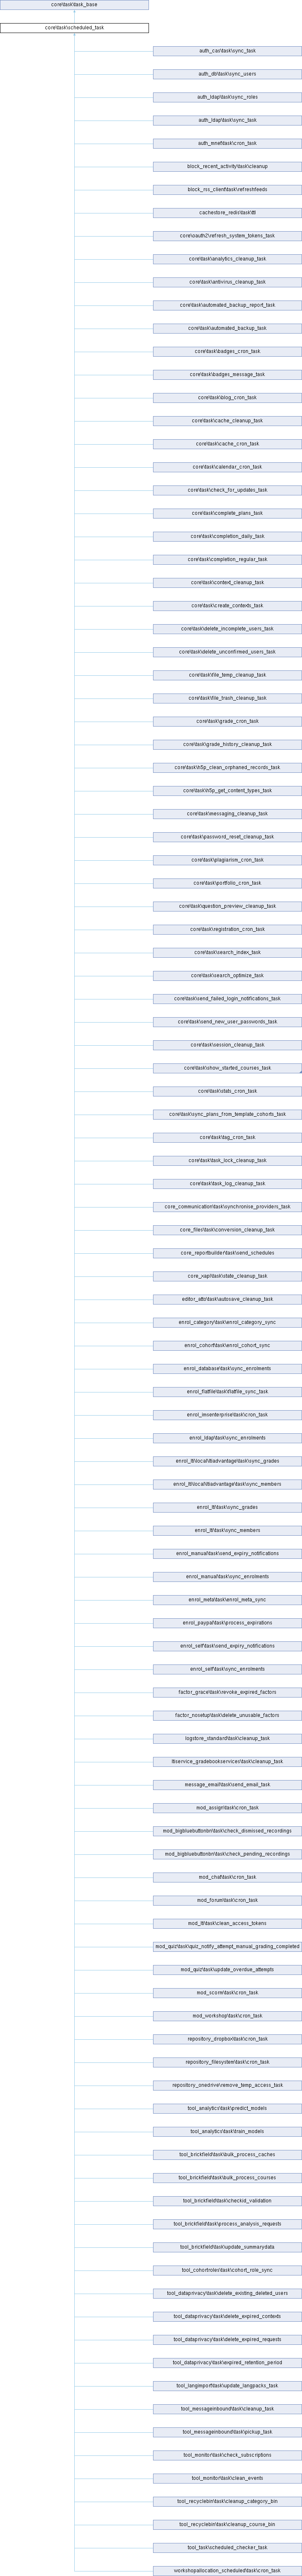 core\task\task_base
core\task\scheduled_task
auth_cas\task\sync_task
auth_db\task\sync_users
auth_ldap\task\sync_roles
auth_ldap\task\sync_task
auth_mnet\task\cron_task
block_recent_activity\task\cleanup
block_rss_client\task\refreshfeeds
cachestore_redis\task\ttl
core\oauth2\refresh_system_tokens_task
core\task\analytics_cleanup_task
core\task\antivirus_cleanup_task
core\task\automated_backup_report_task
core\task\automated_backup_task
core\task\badges_cron_task
core\task\badges_message_task
core\task\blog_cron_task
core\task\cache_cleanup_task
core\task\cache_cron_task
core\task\calendar_cron_task
core\task\check_for_updates_task
core\task\complete_plans_task
core\task\completion_daily_task
core\task\completion_regular_task
core\task\context_cleanup_task
core\task\create_contexts_task
core\task\delete_incomplete_users_task
core\task\delete_unconfirmed_users_task
core\task\file_temp_cleanup_task
core\task\file_trash_cleanup_task
core\task\grade_cron_task
core\task\grade_history_cleanup_task
core\task\h5p_clean_orphaned_records_task
core\task\h5p_get_content_types_task
core\task\messaging_cleanup_task
core\task\password_reset_cleanup_task
core\task\plagiarism_cron_task
core\task\portfolio_cron_task
core\task\question_preview_cleanup_task
core\task\registration_cron_task
core\task\search_index_task
core\task\search_optimize_task
core\task\send_failed_login_notifications_task
core\task\send_new_user_passwords_task
core\task\session_cleanup_task
core\task\show_started_courses_task
core\task\stats_cron_task
core\task\sync_plans_from_template_cohorts_task
core\task\tag_cron_task
core\task\task_lock_cleanup_task
core\task\task_log_cleanup_task
core_communication\task\synchronise_providers_task
core_files\task\conversion_cleanup_task
core_reportbuilder\task\send_schedules
core_xapi\task\state_cleanup_task
editor_atto\task\autosave_cleanup_task
enrol_category\task\enrol_category_sync
enrol_cohort\task\enrol_cohort_sync
enrol_database\task\sync_enrolments
enrol_flatfile\task\flatfile_sync_task
enrol_imsenterprise\task\cron_task
enrol_ldap\task\sync_enrolments
enrol_lti\local\ltiadvantage\task\sync_grades
enrol_lti\local\ltiadvantage\task\sync_members
enrol_lti\task\sync_grades
enrol_lti\task\sync_members
enrol_manual\task\send_expiry_notifications
enrol_manual\task\sync_enrolments
enrol_meta\task\enrol_meta_sync
enrol_paypal\task\process_expirations
enrol_self\task\send_expiry_notifications
enrol_self\task\sync_enrolments
factor_grace\task\revoke_expired_factors
factor_nosetup\task\delete_unusable_factors
logstore_standard\task\cleanup_task
ltiservice_gradebookservices\task\cleanup_task
message_email\task\send_email_task
mod_assign\task\cron_task
mod_bigbluebuttonbn\task\check_dismissed_recordings
mod_bigbluebuttonbn\task\check_pending_recordings
mod_chat\task\cron_task
mod_forum\task\cron_task
mod_lti\task\clean_access_tokens
mod_quiz\task\quiz_notify_attempt_manual_grading_completed
mod_quiz\task\update_overdue_attempts
mod_scorm\task\cron_task
mod_workshop\task\cron_task
repository_dropbox\task\cron_task
repository_filesystem\task\cron_task
repository_onedrive\remove_temp_access_task
tool_analytics\task\predict_models
tool_analytics\task\train_models
tool_brickfield\task\bulk_process_caches
tool_brickfield\task\bulk_process_courses
tool_brickfield\task\checkid_validation
tool_brickfield\task\process_analysis_requests
tool_brickfield\task\update_summarydata
tool_cohortroles\task\cohort_role_sync
tool_dataprivacy\task\delete_existing_deleted_users
tool_dataprivacy\task\delete_expired_contexts
tool_dataprivacy\task\delete_expired_requests
tool_dataprivacy\task\expired_retention_period
tool_langimport\task\update_langpacks_task
tool_messageinbound\task\cleanup_task
tool_messageinbound\task\pickup_task
tool_monitor\task\check_subscriptions
tool_monitor\task\clean_events
tool_recyclebin\task\cleanup_category_bin
tool_recyclebin\task\cleanup_course_bin
tool_task\scheduled_checker_task
workshopallocation_scheduled\task\cron_task